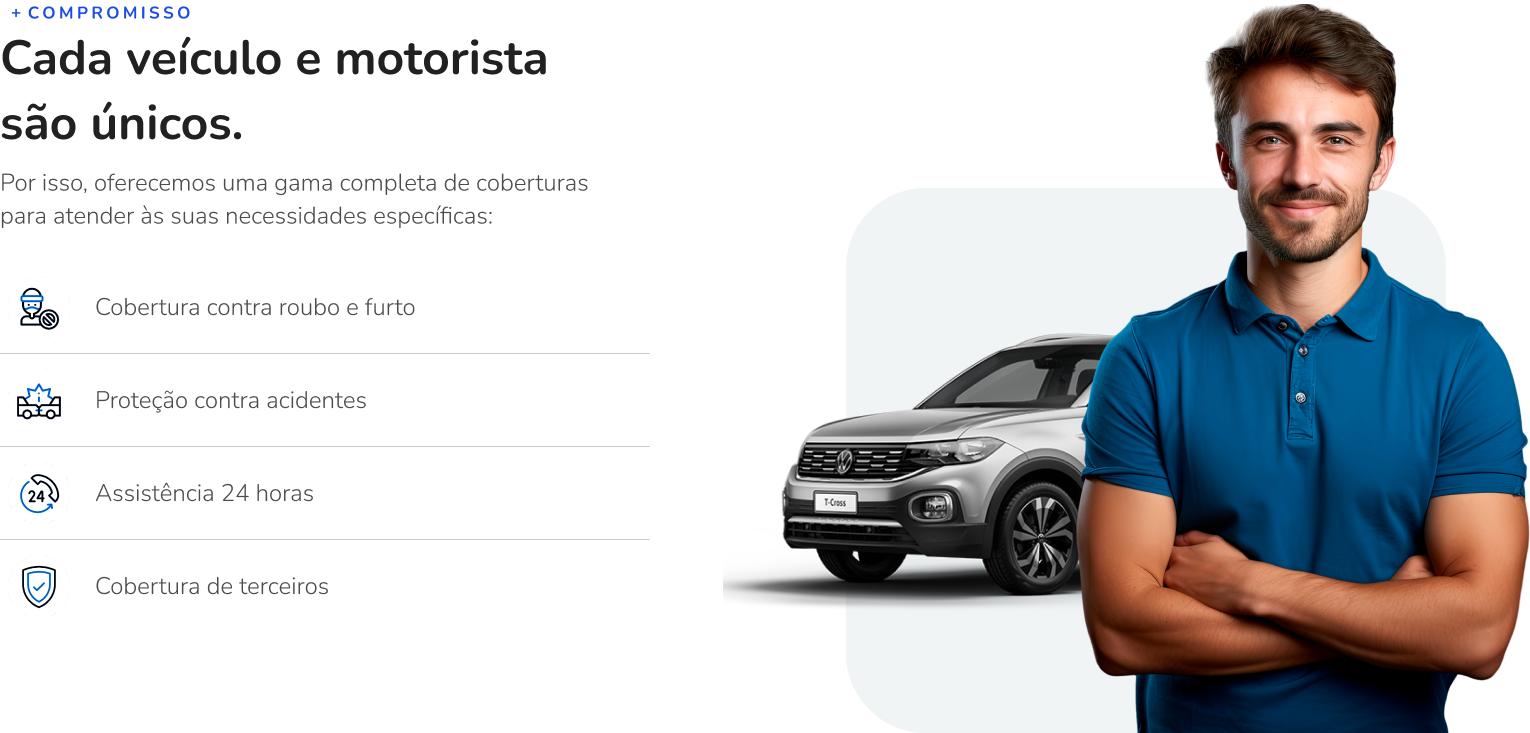 + COMPROMISSO
Cada veículo e motorista
são únicos.
Por isso, oferecemos uma gama completa de coberturas
para atender às suas necessidades específicas:
Cobertura contra roubo e furto
Proteção contra acidentes
24
Assistência 24 horas
Cobertura de terceiros
T-Cross